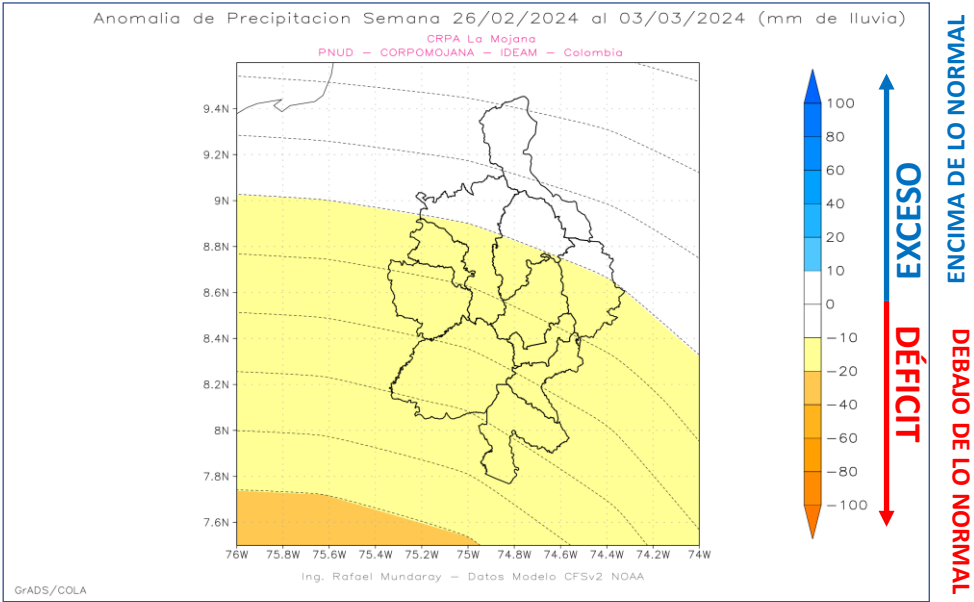 Anomalia de Precipitacion Semana 26/02/2024 al 03/03/2024 (mm de lluvia)
CRPA La Mojana
PNUD – CORPOMOJANA – IDEAM – Colombia
9.4N
9.2N
9N
8.8N
8.6N
8.4N
8.2N
8N
7.8N
7.6N
76W 75.8W 75.6W 75.4W 75.2W 75W 74.8W 74.6W 74.4W 74.2W 74W
100
80
60
40
20
10
0
−10
−20
−40
−60
−80
−100
EXCESO
DÉFICIT
ENCIMA DE LO NORMAL
DEBAJO DE LO NORMAL
Ing. Rafael Mundaray – Datos Modelo CFSv2 NOAA
GrADS/COLA